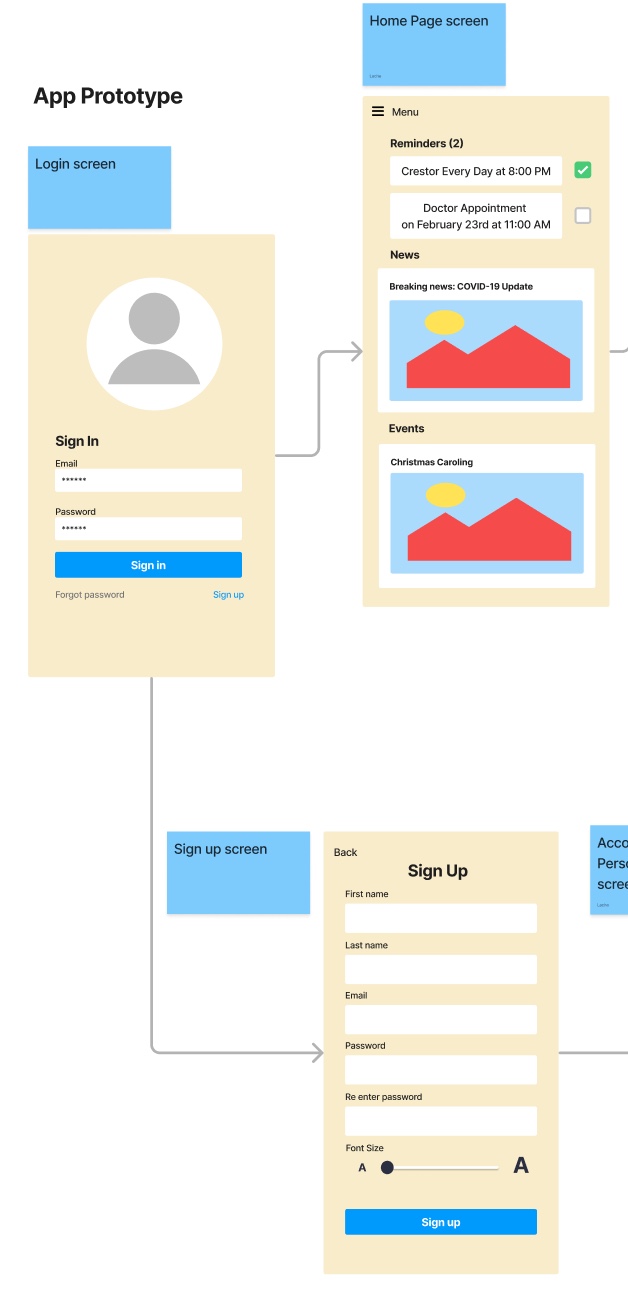 App Prototype
Login screen
Sign In
Email
******
Password
******
Sign in
Forgot password
Sign up
Home Page screen
Menu
Reminders (2)
Crestor Every Day at 8:00 PM
Doctor Appointment
on February 23rd at 11:00 AM
News
Breaking news: COVID-19 Update
Events
Christmas Caroling
Sign up screen
Back
Sign Up
First name
Last name
Email
Password
Re enter password
Font Size
A
A
Sign up
Acco
Perso
scree